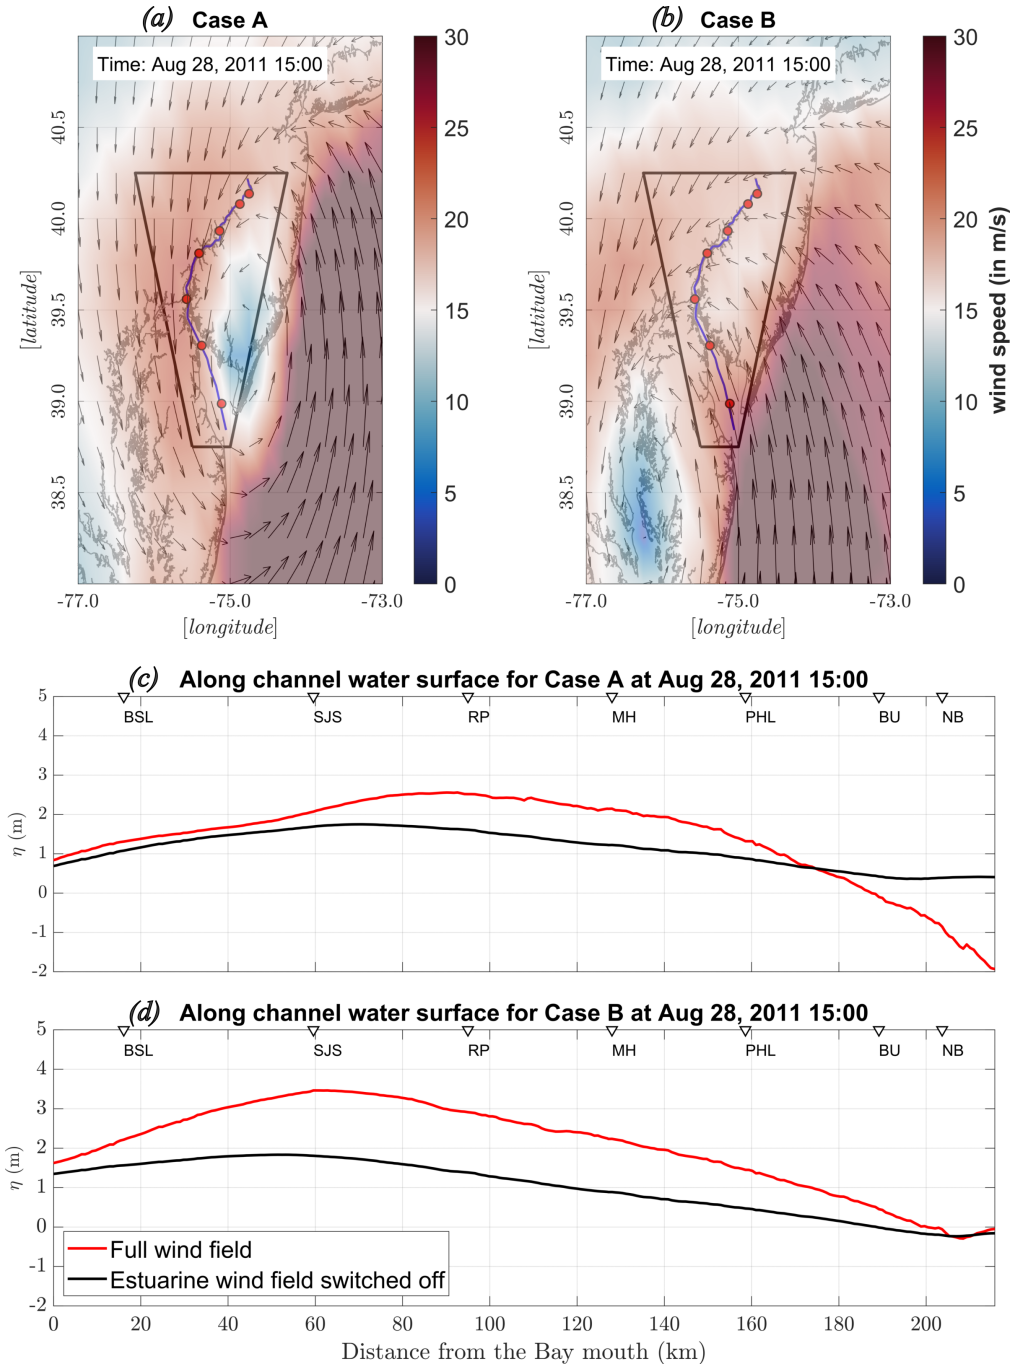 (a) Case A
(b) Case B
Time: Aug 28, 2011 15:00
Time: Aug 28, 2011 15:00
30
25
20
15
10
5
0
30
25
20
15
10
5
0
wind speed (in m/s)
40.5
40.0
39.5
39.0
38.5
[latitude]
40.5
40.0
39.5
39.0
38.5
[latitude]
-77.0 -75.0 -73.0
[longitude]
-77.0 -75.0 -73.0
[longitude]
(c) Along channel water surface for Case A at Aug 28, 2011 15:00
BSL SJS RP MH PHL BU NB
5
4
3
2
1
0
-1
-2
η (m)
(d) Along channel water surface for Case B at Aug 28, 2011 15:00
BSL SJS RP MH PHL BU NB
5
4
3
2
1
0
-1
-2
η (m)
Full wind field
Estuarine wind field switched off
0 20 40 60 80 100 120 140 160 180 200
Distance from the Bay mouth (km)